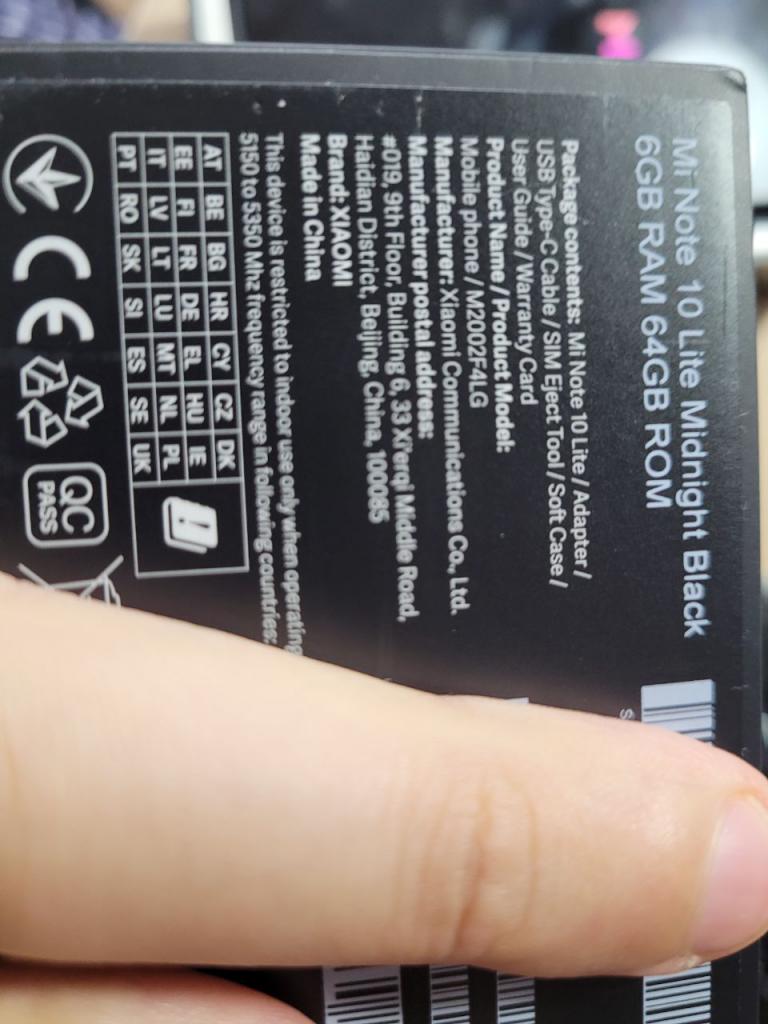 Mi Note 10 Lite Midnight Black
6GB RAM 64GB ROM
Package contents: Mi Note 10 Lite / Adapter /
USB Type-C Cable / SIM Eject Tool / Soft Case /
User Guide / Warranty Card
Product Name / Product Model:
Mobile phone / M2002F4LG
Manufacturer: Xiaomi Communications Co., Ltd.
Manufacturer postal address:
#019, 9th Floor, Building 6, 33 Xi'erqi Middle Road,
Haidian District, Beijing, China, 100085
Brand: XIAOMI
Made in China
This device is restricted to indoor use only when operating
5150 to 5350 Mhz frequency range in following countries:
AT BE BG HR CY CZ DK
EE FI FR DE EL HU IE
IT LV LT LU MT NL PL
PT RO SK SI ES SE UK
CE
QC
PASS